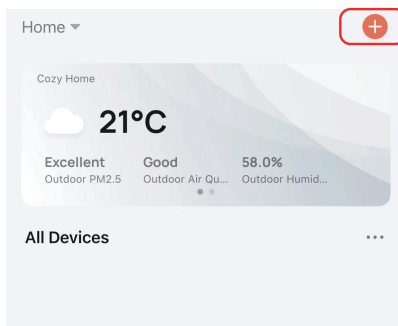 Home
Cozy Home
21°C
Excellent Good 58.0%
Outdoor PM2.5 Outdoor Air Qu... Outdoor Humid...
All Devices